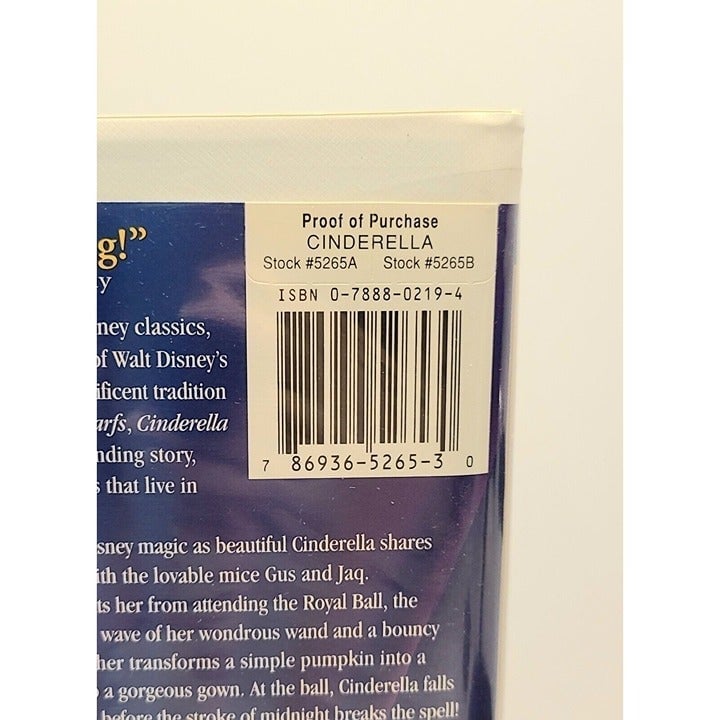 Proof of Purchase
CINDERELLA
Stock #5265A Stock #5265B
ISBN 0-7888-0219-4
7 86936-5265-3 0
g!”
y
ney classics,
of Walt Disney's
ificent tradition
arfs, Cinderella
nding story,
s that live in
sney magic as beautiful Cinderella shares
ith the lovable mice Gus and Jaq.
ts her from attending the Royal Ball, the
wave of her wondrous wand and a bouncy
her transforms a simple pumpkin into a
a gorgeous gown. At the ball, Cinderella falls
before the stroke of midnight breaks the spell!